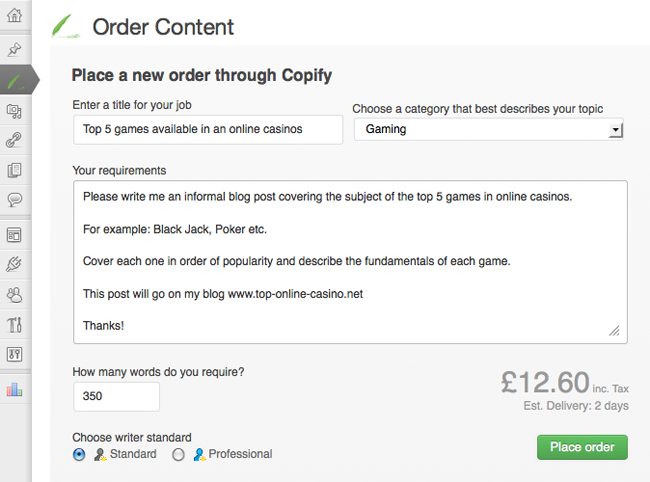 Order Content
Place a new order through Copify
Enter a title for your job
Choose a category that best describes your topic
Top 5 games available in an online casinos
Gaming
Your requirements
Please write me an informal blog post covering the subject of the top 5 games in online casinos.
For example: Black Jack, Poker etc.
Cover each one in order of popularity and describe the fundamentals of each game.
This post will go on my blog www.top-online-casino.net
Thanks!
How many words do you require?
350
£12.60 inc. Tax
Est. Delivery: 2 days
Choose writer standard
Standard
Professional
Place order